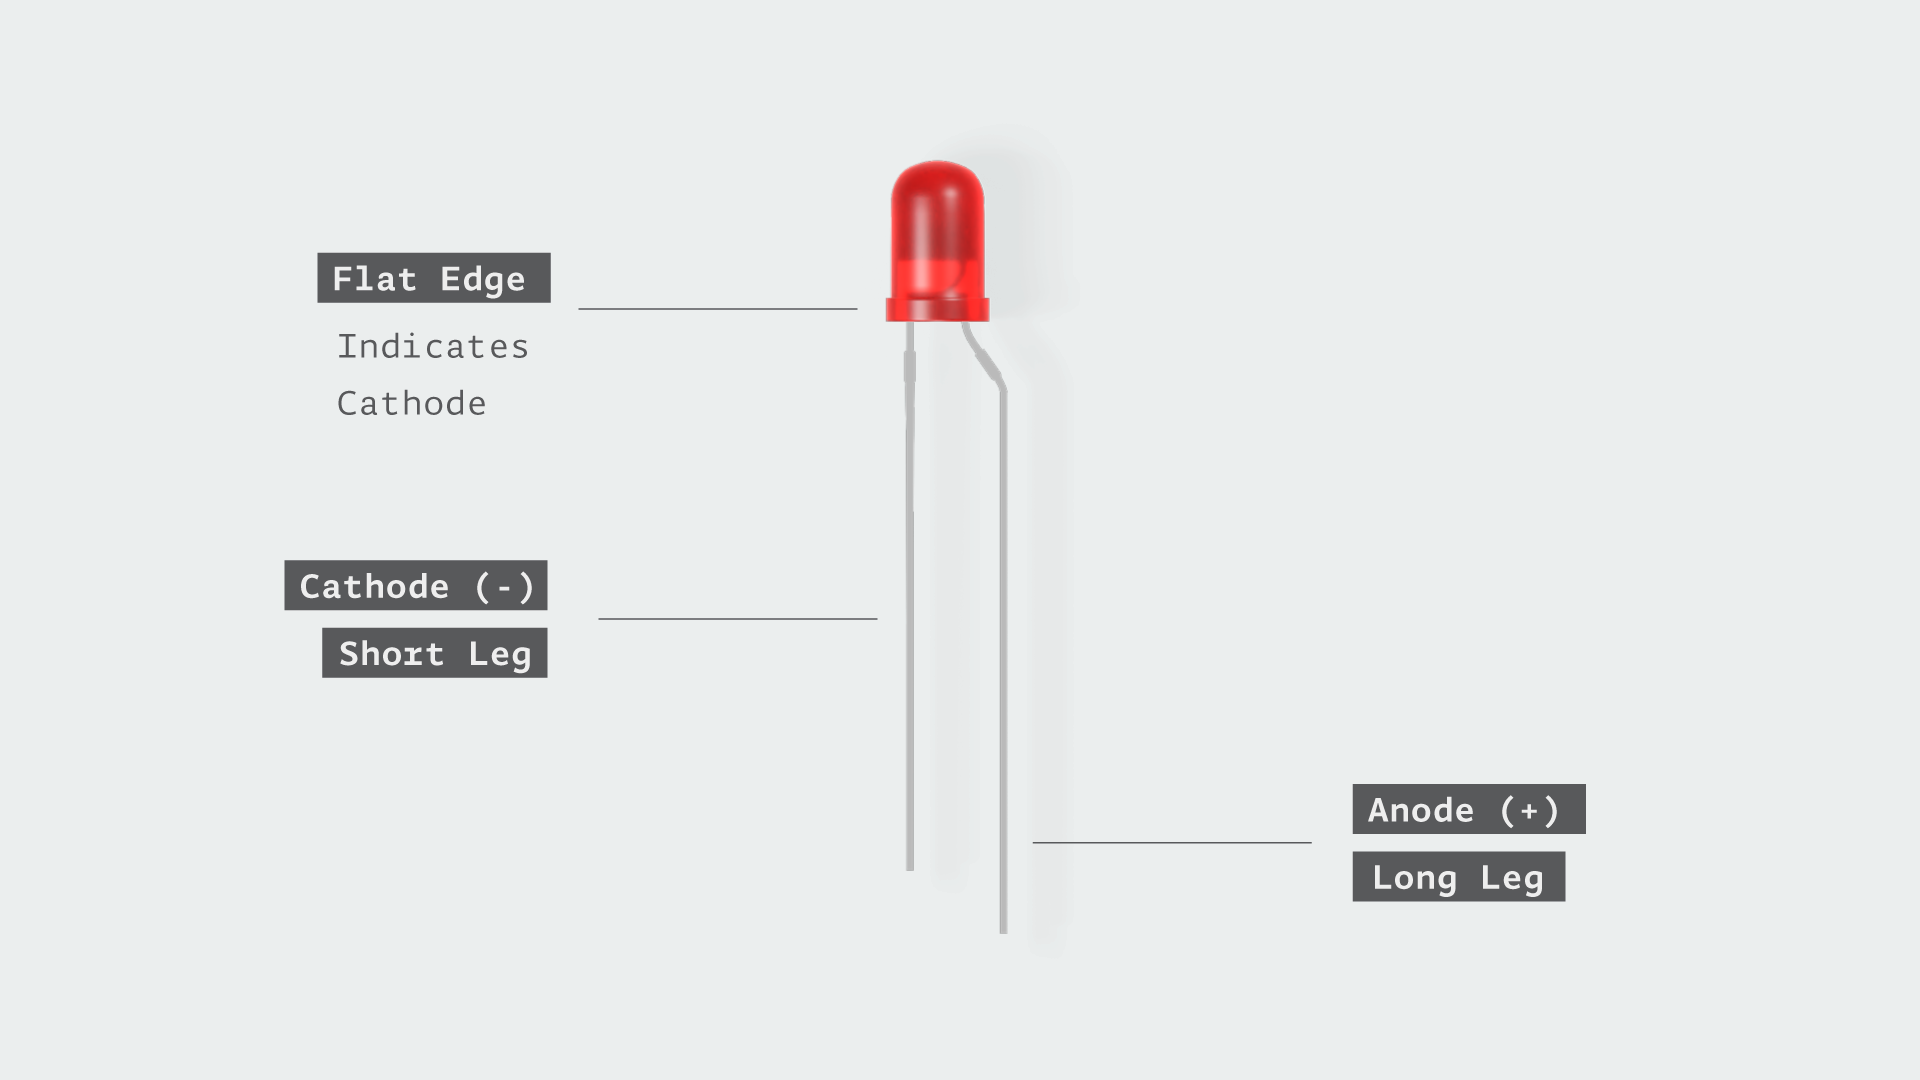 Flat Edge
Indicates
Cathode
Cathode (-)
Short Leg
Anode (+)
Long Leg